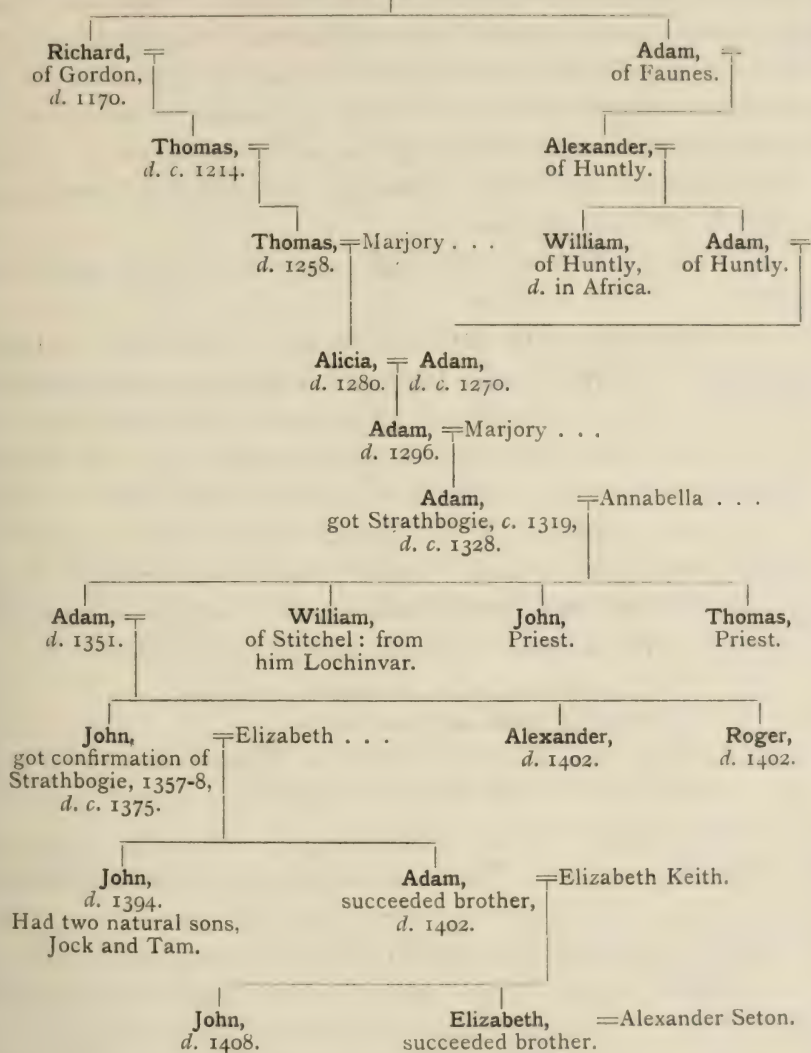 Richard, Adam,
of Gordon, of Faunes.
d. 1170.
Thomas, Alexander,
d. c. 1214. of Huntly.
Thomas, =Marjory . . . William, Adam,
d. 1258. of Huntly, of Huntly.
d. in Africa.
Alicia, = Adam,
d. 1280. d. c. 1270.
Adam, =Marjory . . .
d. 1296.
Adam, =Annabella . . .
got Strathbogie, c. 1319,
d. c. 1328.
Adam, William, John, Thomas,
d. 1351. of Stitchel: from Priest. Priest.
him Lochinvar.
John, =Elizabeth . . . Alexander, Roger,
got confirmation of d. 1402. d. 1402.
Strathbogie, 1357-8,
d. c. 1375.
John, Adam, =Elizabeth Keith.
d. 1394. succeeded brother,
Had two natural sons, d. 1402.
Jock and Tam.
John, Elizabeth, =Alexander Seton.
d. 1408. succeeded brother.